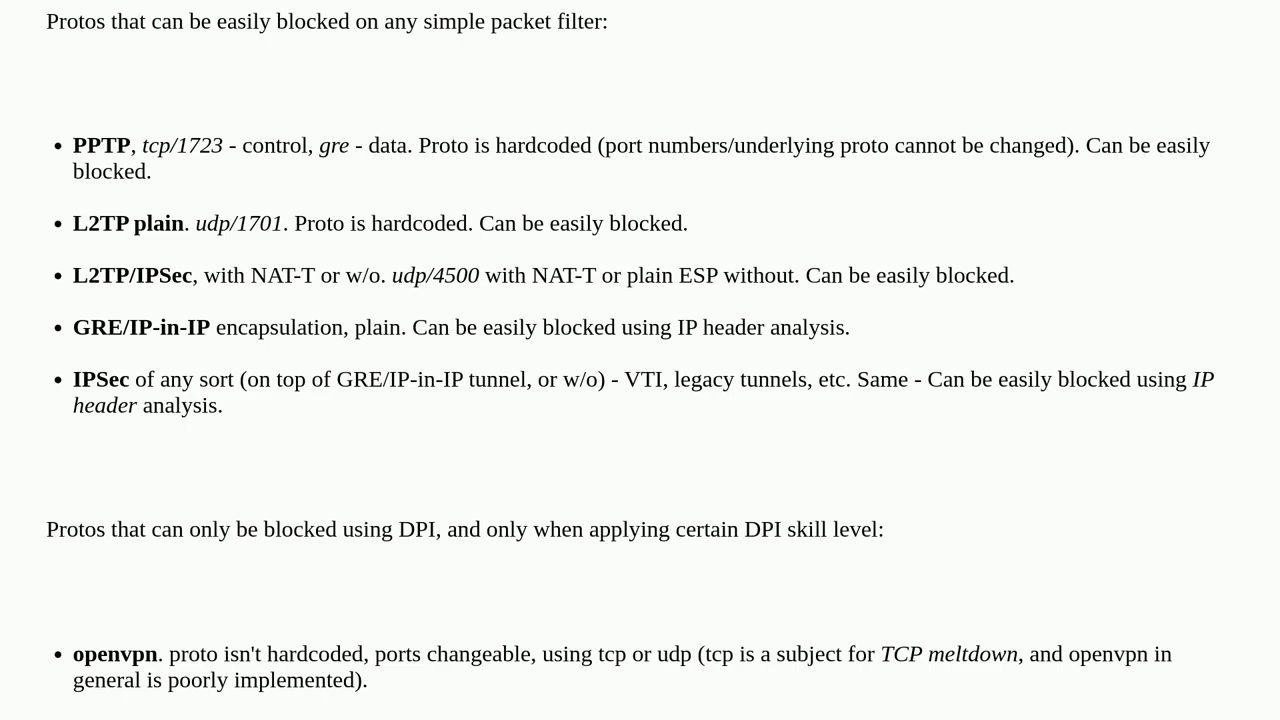 Protos that can be easily blocked on any simple packet filter:
• PPTP, tcp/1723 - control, gre - data. Proto is hardcoded (port numbers/underlying proto cannot be changed). Can be easily
blocked.
• L2TP plain. udp/1701. Proto is hardcoded. Can be easily blocked.
• L2TP/IPSec, with NAT-T or w/o. udp/4500 with NAT-T or plain ESP without. Can be easily blocked.
• GRE/IP-in-IP encapsulation, plain. Can be easily blocked using IP header analysis.
• IPSec of any sort (on top of GRE/IP-in-IP tunnel, or w/o) - VTI, legacy tunnels, etc. Same - Can be easily blocked using IP
header analysis.
Protos that can only be blocked using DPI, and only when applying certain DPI skill level:
• openvpn. proto isn't hardcoded, ports changeable, using tcp or udp (tcp is a subject for TCP meltdown, and openvpn in
general is poorly implemented).